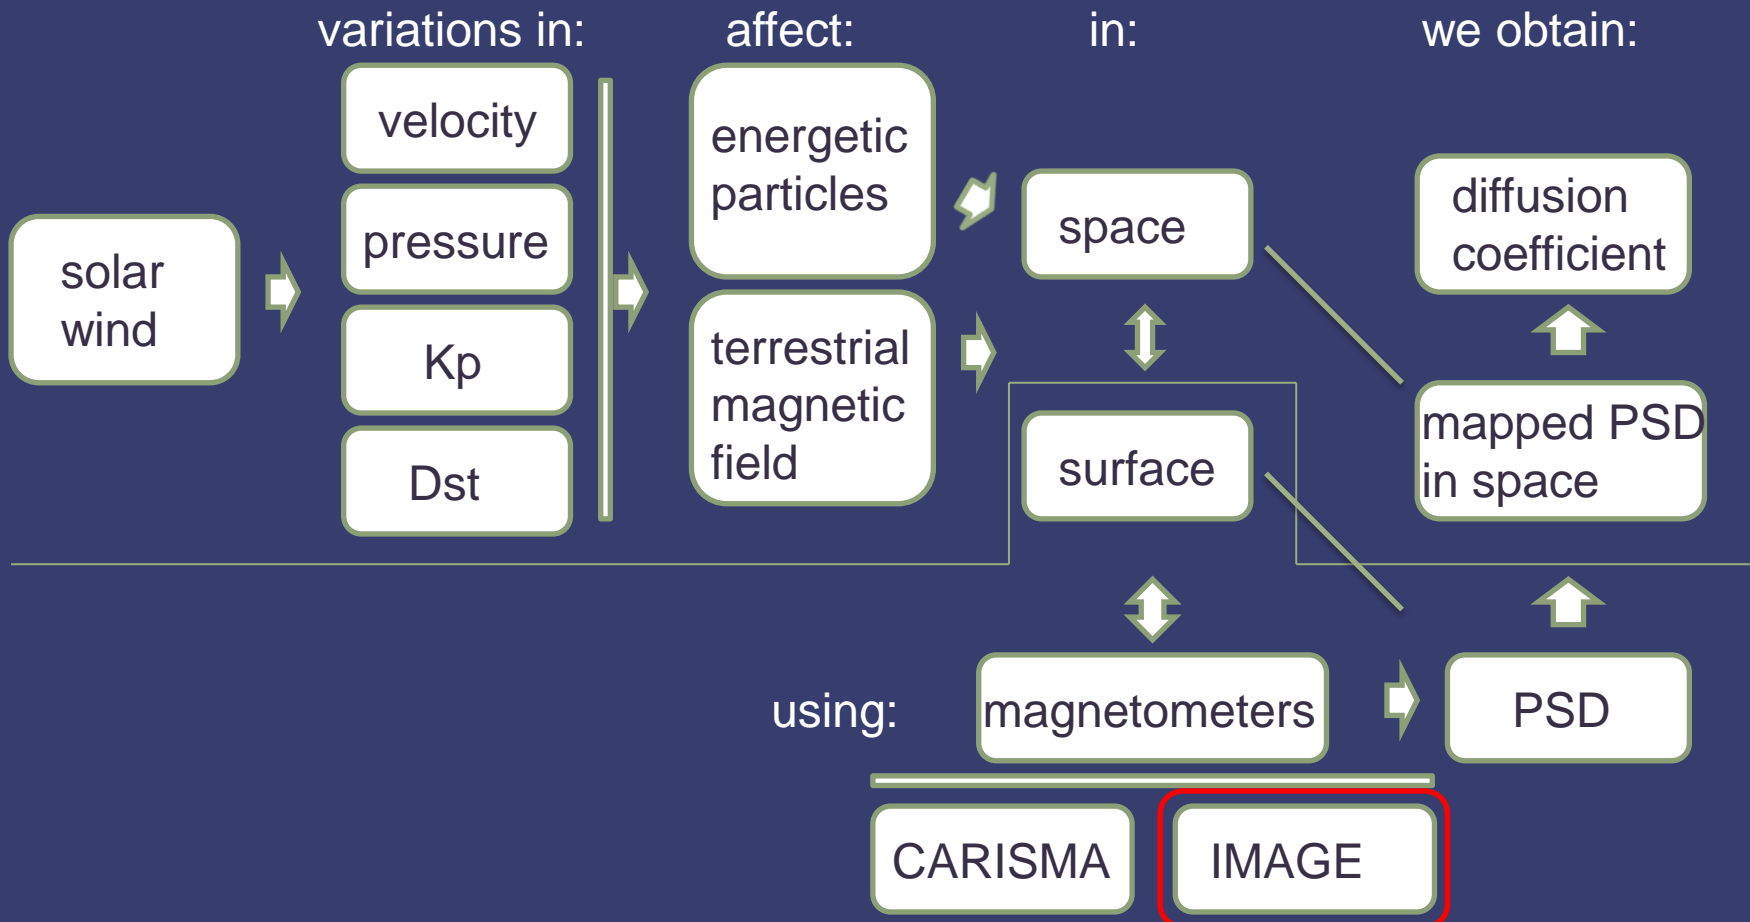 variations in:
affect:
in:
we obtain:
solar
wind
velocity
pressure
Kp
Dst
energetic
particles
terrestrial
magnetic
field
space
surface
diffusion
coefficient
mapped PSD
in space
using:
magnetometers
PSD
CARISMA
IMAGE